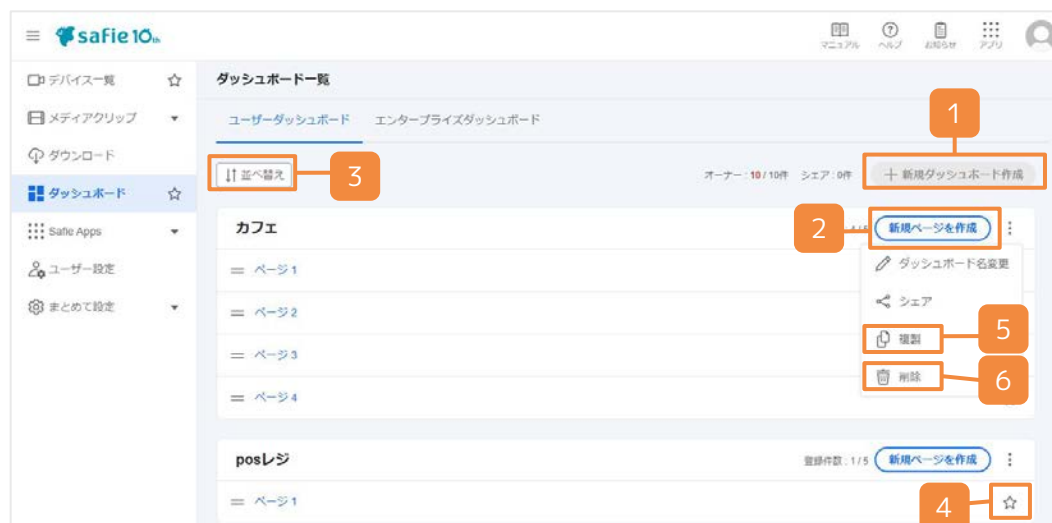 safie 10th
マニュアル ヘルプ お知らせ アプリ
デバイス一覧
メディアクリップ
ダウンロード
ダッシュボード
Safie Apps
ユーザー設定
まとめて設定
ダッシュボード一覧
ユーザーダッシュボード エンタープライズダッシュボード
1
並べ替え 3 オーナー：10 / 10件 シェア：0件 ＋ 新規ダッシュボード作成
カフェ 2 / 5 新規ページを作成
ページ 1
ページ 2
ページ 3
ページ 4
ダッシュボード名変更
シェア
複製 5
削除 6
posレジ 登録件数：1 / 5 新規ページを作成
ページ 1 4